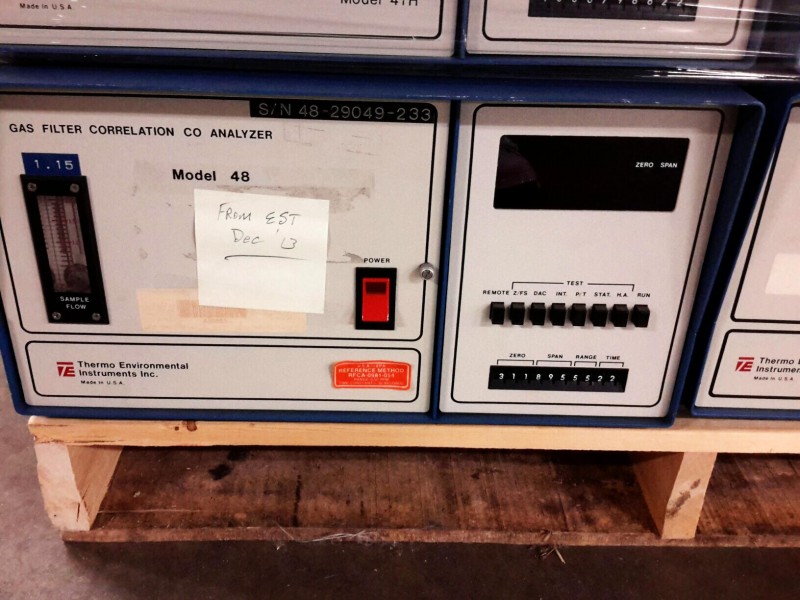 Made in U.S.A.
Model 41H
S/N 48-29049-233
GAS FILTER CORRELATION CO ANALYZER
1.15
Model 48
FROM EST
Dec '13
POWER
SAMPLE
FLOW
Thermo Environmental
Instruments Inc.
Made in U.S.A.
REFERENCE METHOD
ZERO SPAN
TEST
REMOTE Z/FS DAC INT. P/T STAT. H.A. RUN
ZERO SPAN RANGE TIME
3 1 1 8 9 5 5 5 2 2
Thermo
Instrumen
Made in U.S.A.